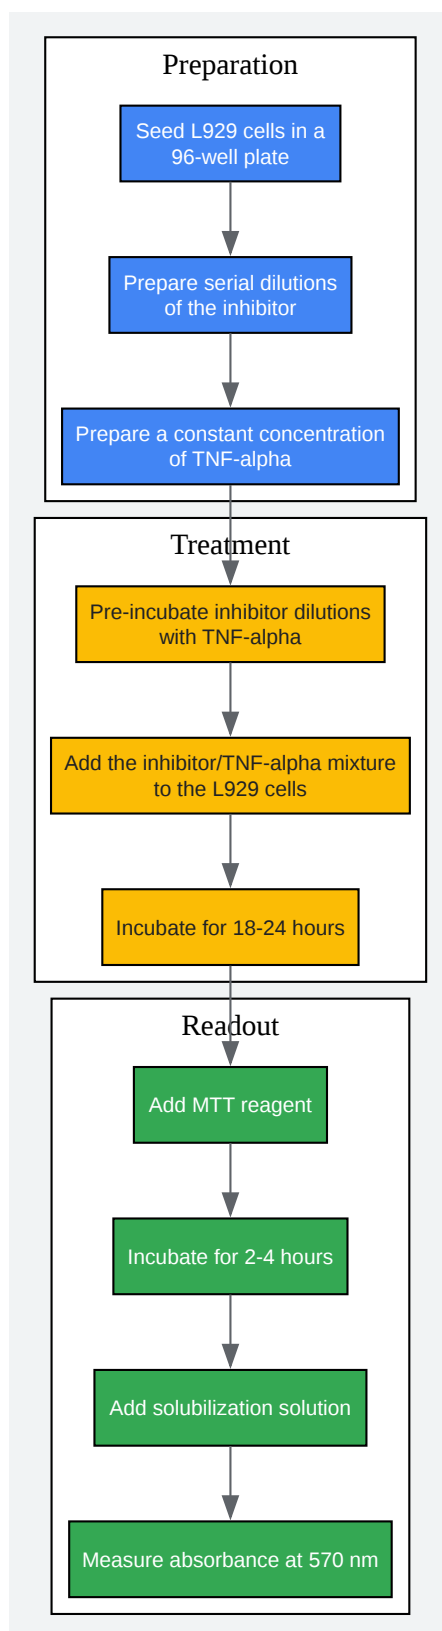 Preparation
Seed L929 cells in a
96-well plate
Prepare serial dilutions
of the inhibitor
Prepare a constant concentration
of TNF-alpha
Treatment
Pre-incubate inhibitor dilutions
with TNF-alpha
Add the inhibitor/TNF-alpha mixture
to the L929 cells
Incubate for 18-24 hours
Readout
Add MTT reagent
Incubate for 2-4 hours
Add solubilization solution
Measure absorbance at 570 nm